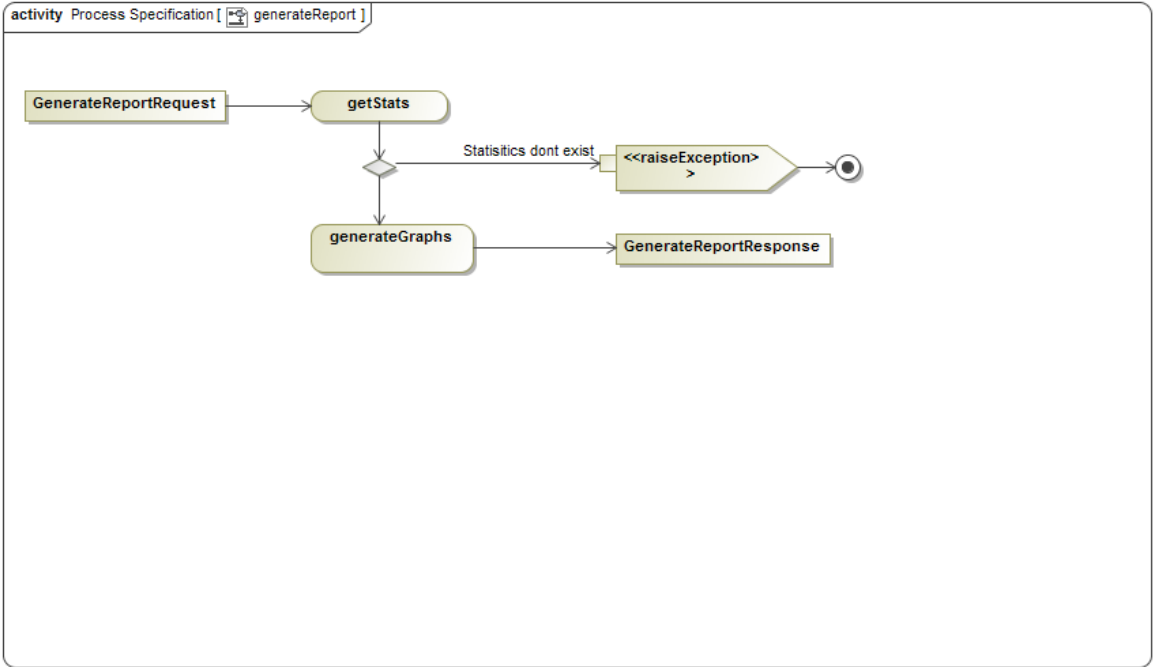 activity Process Specification [ generateReport ]
GenerateReportRequest
getStats
Statisitics dont exist
<<raiseException>
>
generateGraphs
GenerateReportResponse